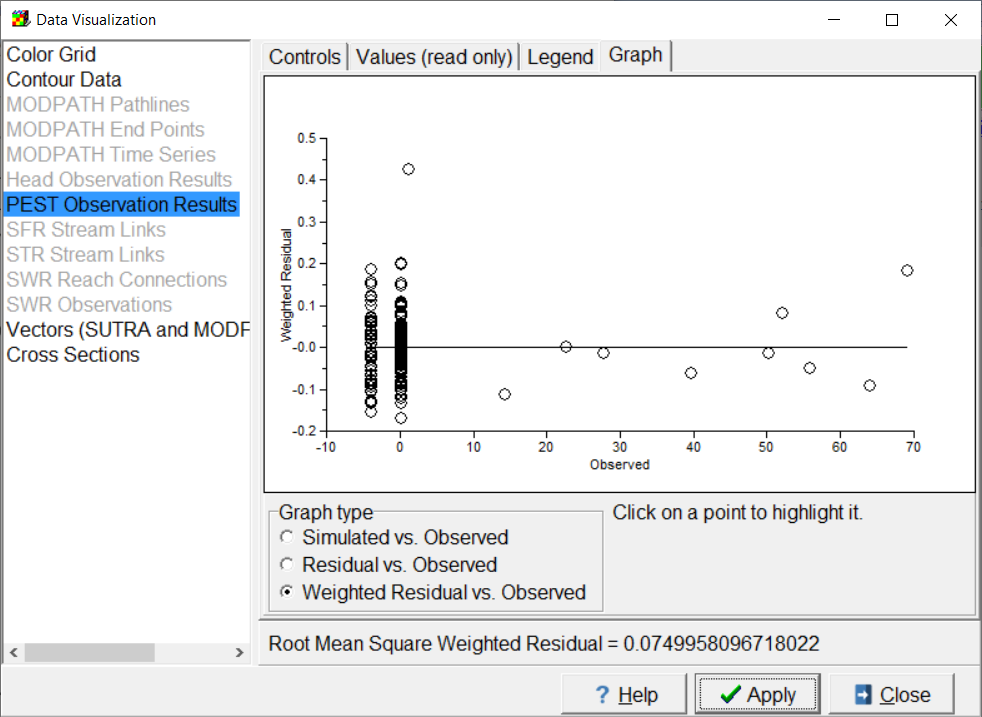 Data Visualization
Color Grid
Contour Data
MODPATH Pathlines
MODPATH End Points
MODPATH Time Series
Head Observation Results
PEST Observation Results
SFR Stream Links
STR Stream Links
SWR Reach Connections
SWR Observations
Vectors (SUTRA and MODF
Cross Sections
Controls
Values (read only)
Legend
Graph
Weighted Residual
0.5
0.4
0.3
0.2
0.1
-0.0
-0.1
-0.2
-10 0 10 20 30 40 50 60 70
Observed
Graph type
Simulated vs. Observed
Residual vs. Observed
Weighted Residual vs. Observed
Click on a point to highlight it.
Root Mean Square Weighted Residual = 0.0749958096718022
? Help
Apply
Close